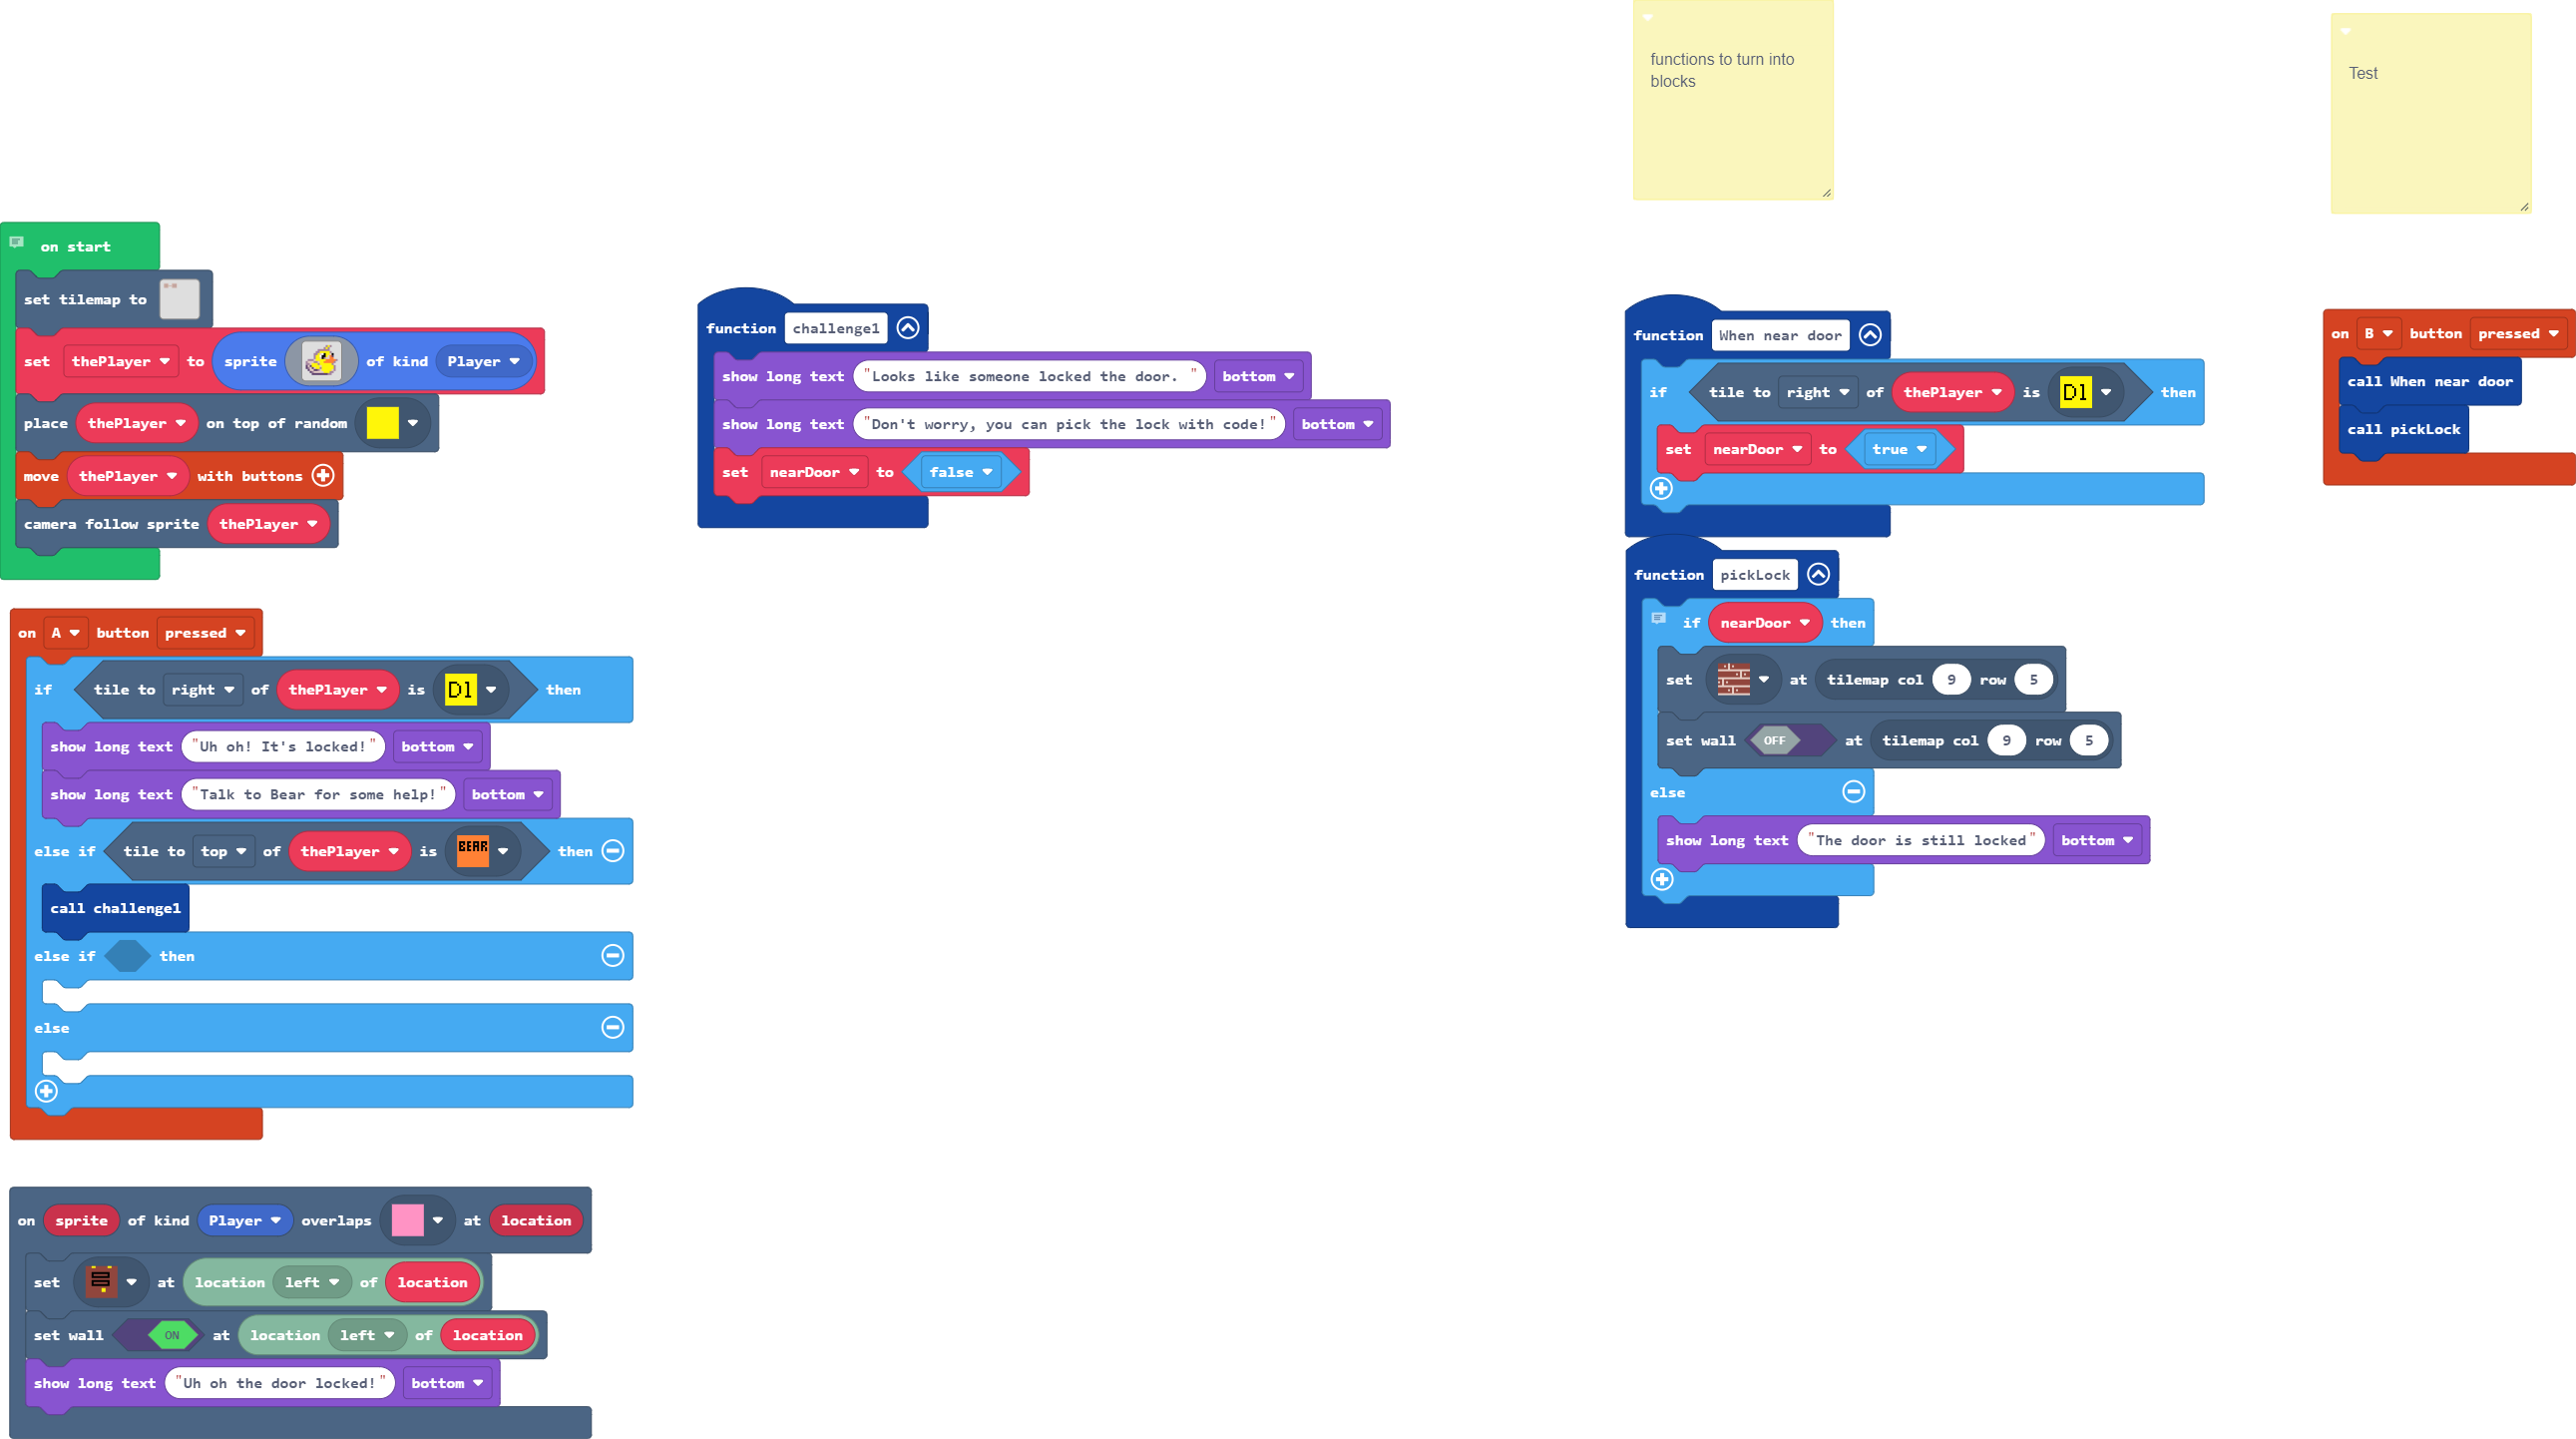 functions to turn into
blocks
Test
on start
set tilemap to
set thePlayer to sprite of kind Player
place thePlayer on top of random
move thePlayer with buttons
camera follow sprite thePlayer
function challenge1
show long text "Looks like someone locked the door. " bottom
show long text "Don't worry, you can pick the lock with code!" bottom
set nearDoor to false
function When near door
if tile to right of thePlayer is D1 then
set nearDoor to true
on B button pressed
call When near door
call pickLock
function pickLock
if nearDoor then
set at tilemap col 9 row 5
set wall OFF at tilemap col 9 row 5
else
show long text "The door is still locked" bottom
on A button pressed
if tile to right of thePlayer is D1 then
show long text "Uh oh! It's locked!" bottom
show long text "Talk to Bear for some help!" bottom
else if tile to top of thePlayer is BEAR then
call challenge1
else if then
else
on sprite of kind Player overlaps at location
set at location left of location
set wall ON at location left of location
show long text "Uh oh the door locked!" bottom